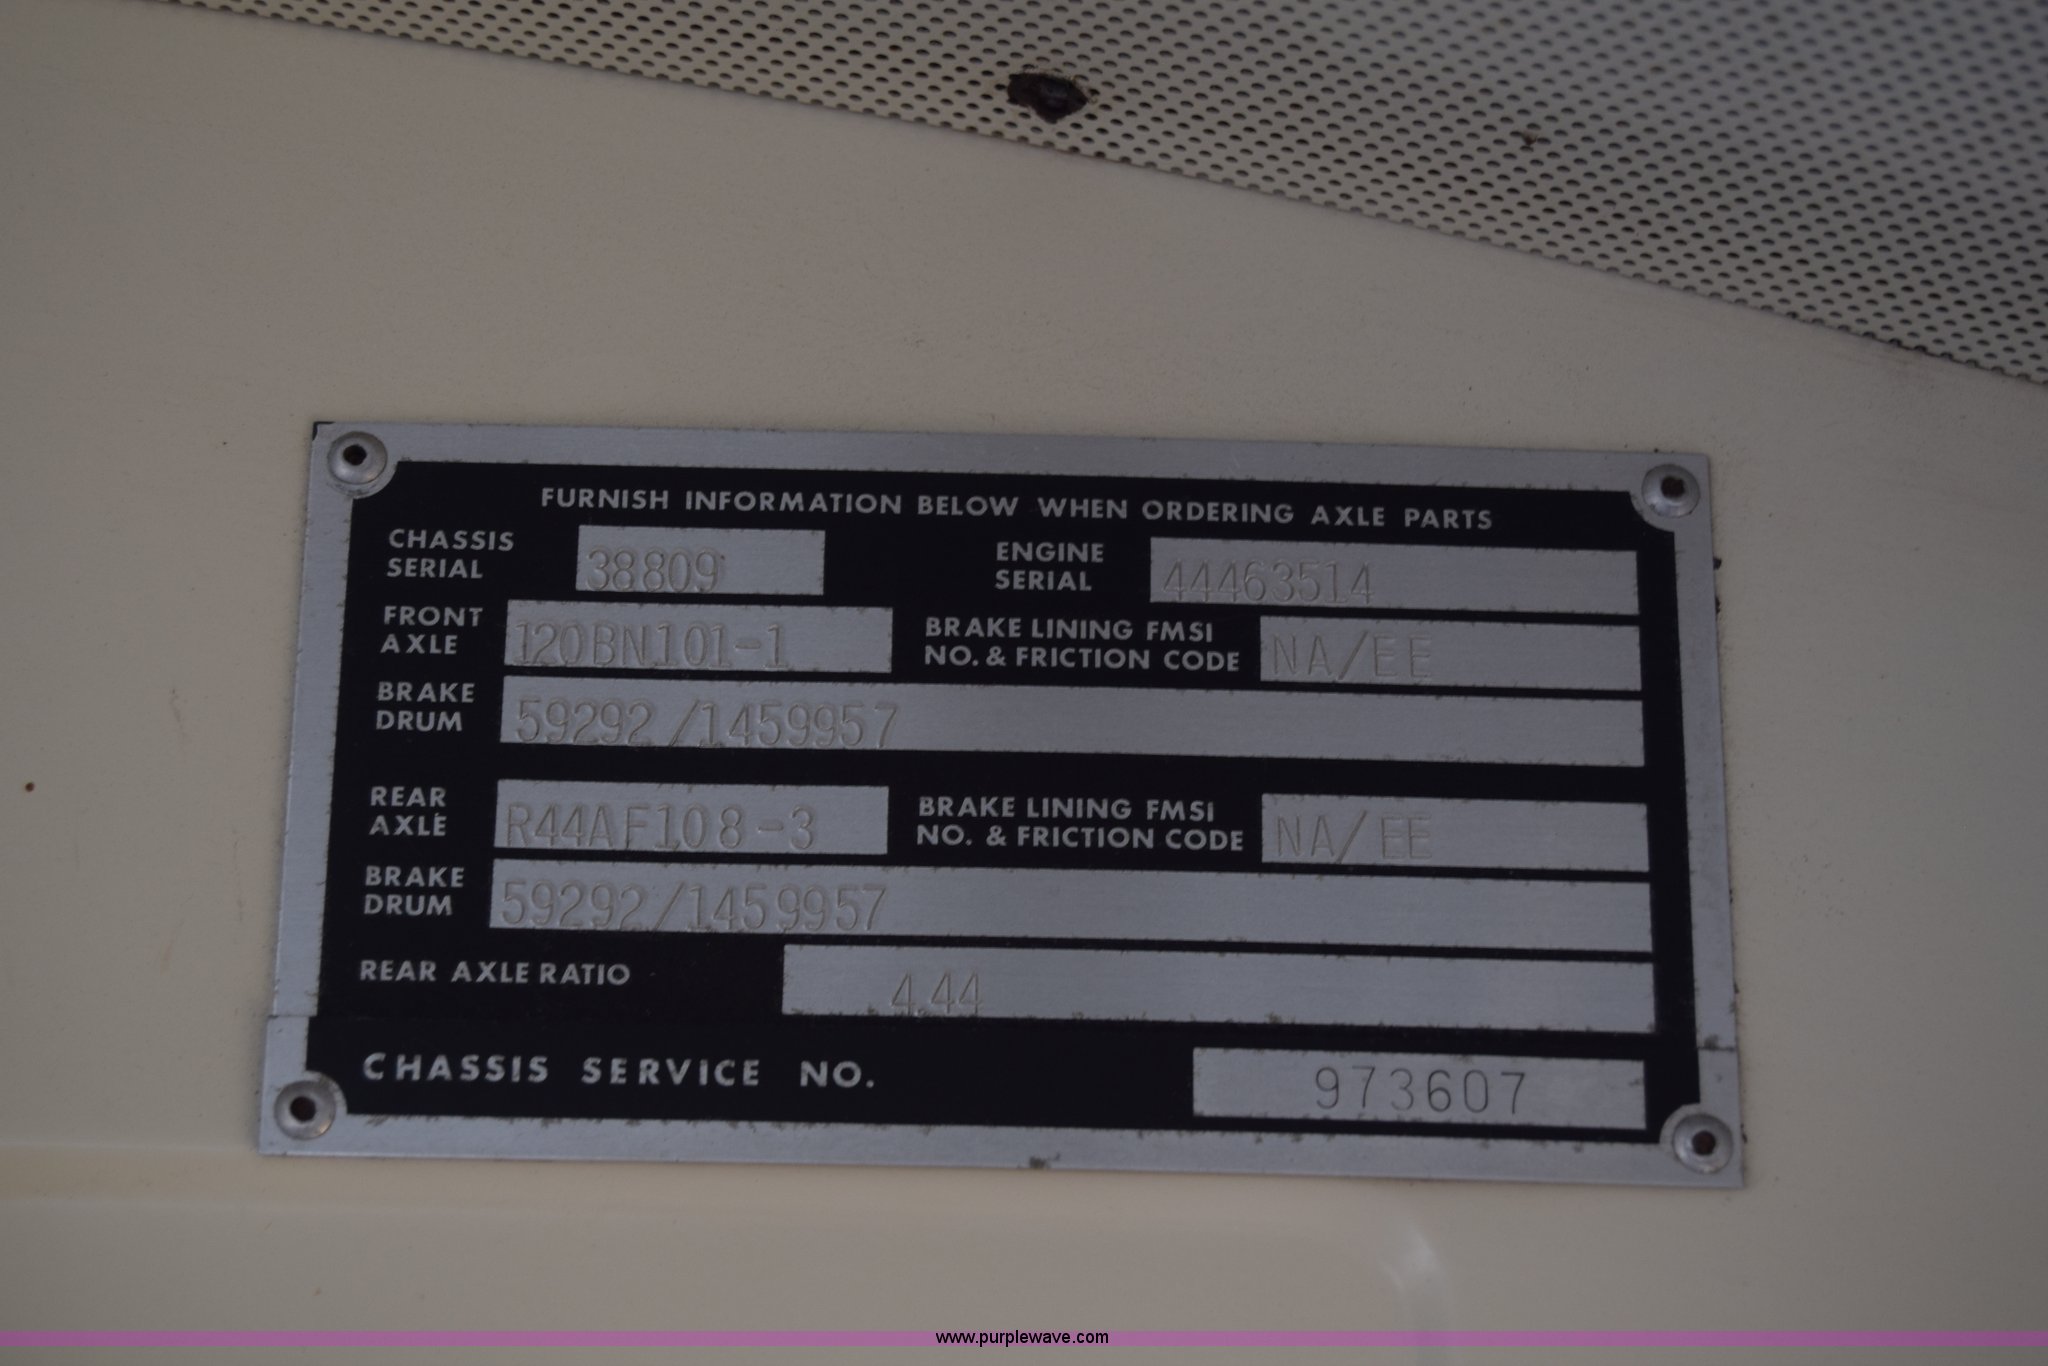 FURNISH INFORMATION BELOW WHEN ORDERING AXLE PARTS
CHASSIS SERIAL 38809 ENGINE SERIAL 44463514
FRONT AXLE 120BN101-1 BRAKE LINING FMSI NO. & FRICTION CODE NA/EE
BRAKE DRUM 59292/1459957
REAR AXLE R44AF108-3 BRAKE LINING FMSI NO. & FRICTION CODE NA/EE
BRAKE DRUM 59292/1459957
REAR AXLE RATIO 4.44
CHASSIS SERVICE NO. 973607
www.purplewave.com